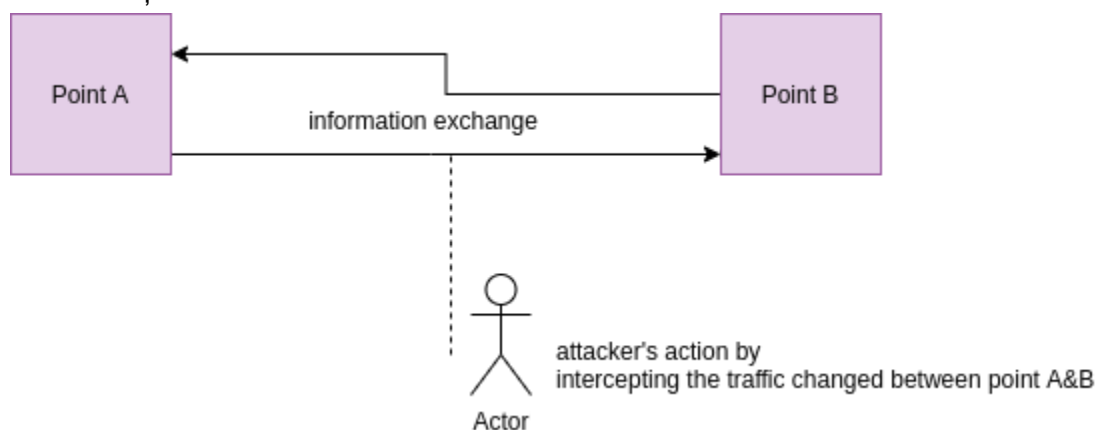 Point A
Point B
information exchange
attacker's action by
intercepting the traffic changed between point A&B
Actor